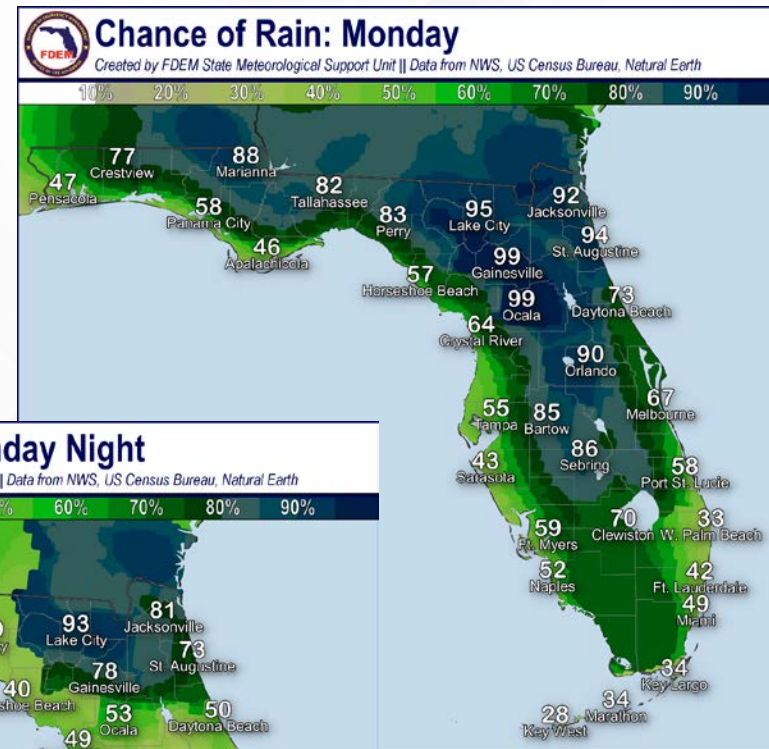 FDEM
Chance of Rain: Monday
Created by FDEM State Meteorological Support Unit || Data from NWS, US Census Bureau, Natural Earth
10% 20% 30% 40% 50% 60% 70% 80% 90%
77
Crestview
88
Marianna
47
Pensacola
82
Tallahassee
58
Panama City
83
Perry
95
Lake City
92
Jacksonville
94
St. Augustine
46
Apalachicola
99
Gainesville
57
Horseshoe Beach
99
Ocala
73
Daytona Beach
64
Crystal River
90
Orlando
67
Melbourne
55
Tampa
85
Bartow
86
Sebring
43
Sarasota
58
Port St. Lucie
59
Ft. Myers
70
Clewiston
33
W. Palm Beach
52
Naples
42
Ft. Lauderdale
49
Miami
34
Key Largo
34
Marathon
28
Key West
day Night
|| Data from NWS, US Census Bureau, Natural Earth
60% 70% 80% 90%
93
Lake City
81
Jacksonville
73
St. Augustine
78
Gainesville
40
shoe Beach
53
Ocala
50
Daytona Beach
49